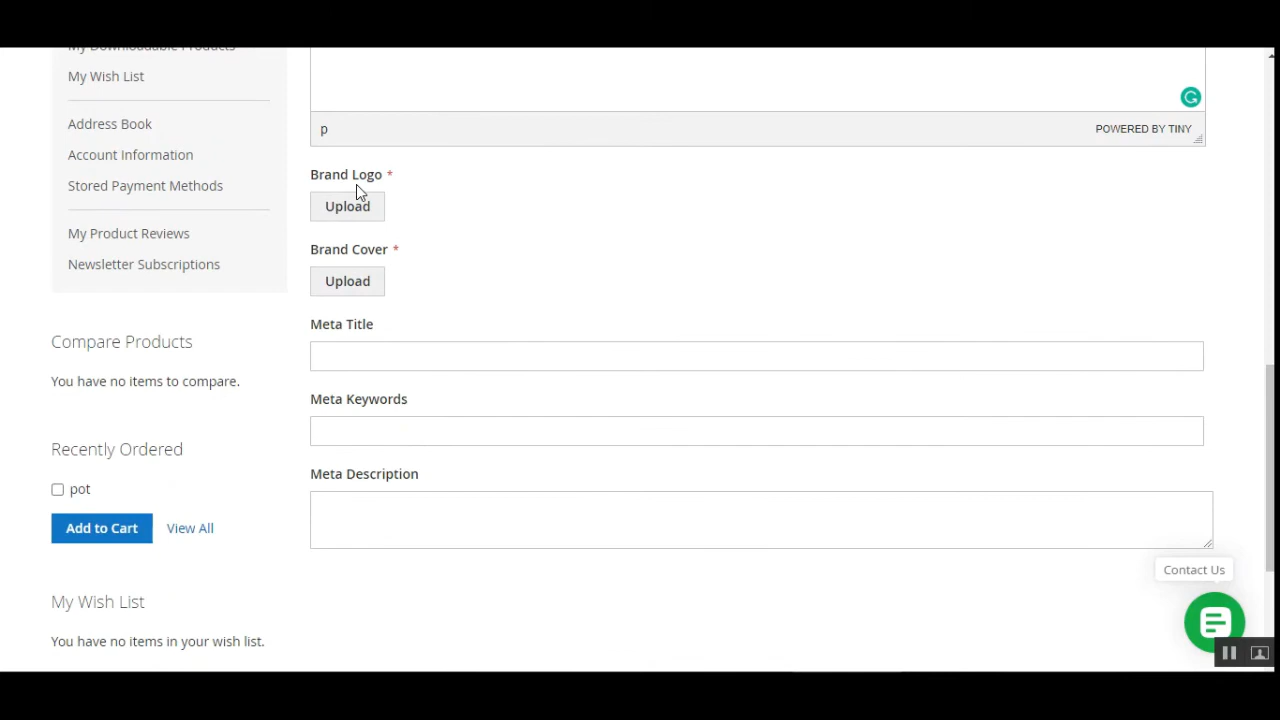 My Downloadable Products
My Wish List
Address Book
Account Information
Stored Payment Methods
My Product Reviews
Newsletter Subscriptions
Compare Products
You have no items to compare.
Recently Ordered
pot
Add to Cart View All
My Wish List
You have no items in your wish list.
p POWERED BY TINY
Brand Logo *
Upload
Brand Cover *
Upload
Meta Title
Meta Keywords
Meta Description
Contact Us